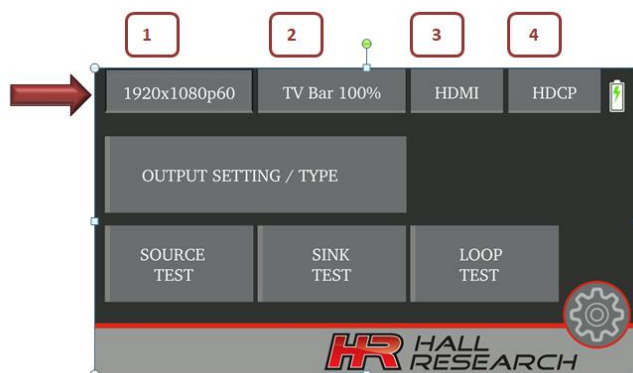 1 2 3 4
1920x1080p60 TV Bar 100% HDMI HDCP
OUTPUT SETTING / TYPE
SOURCE TEST
SINK TEST
LOOP TEST
HR HALL RESEARCH